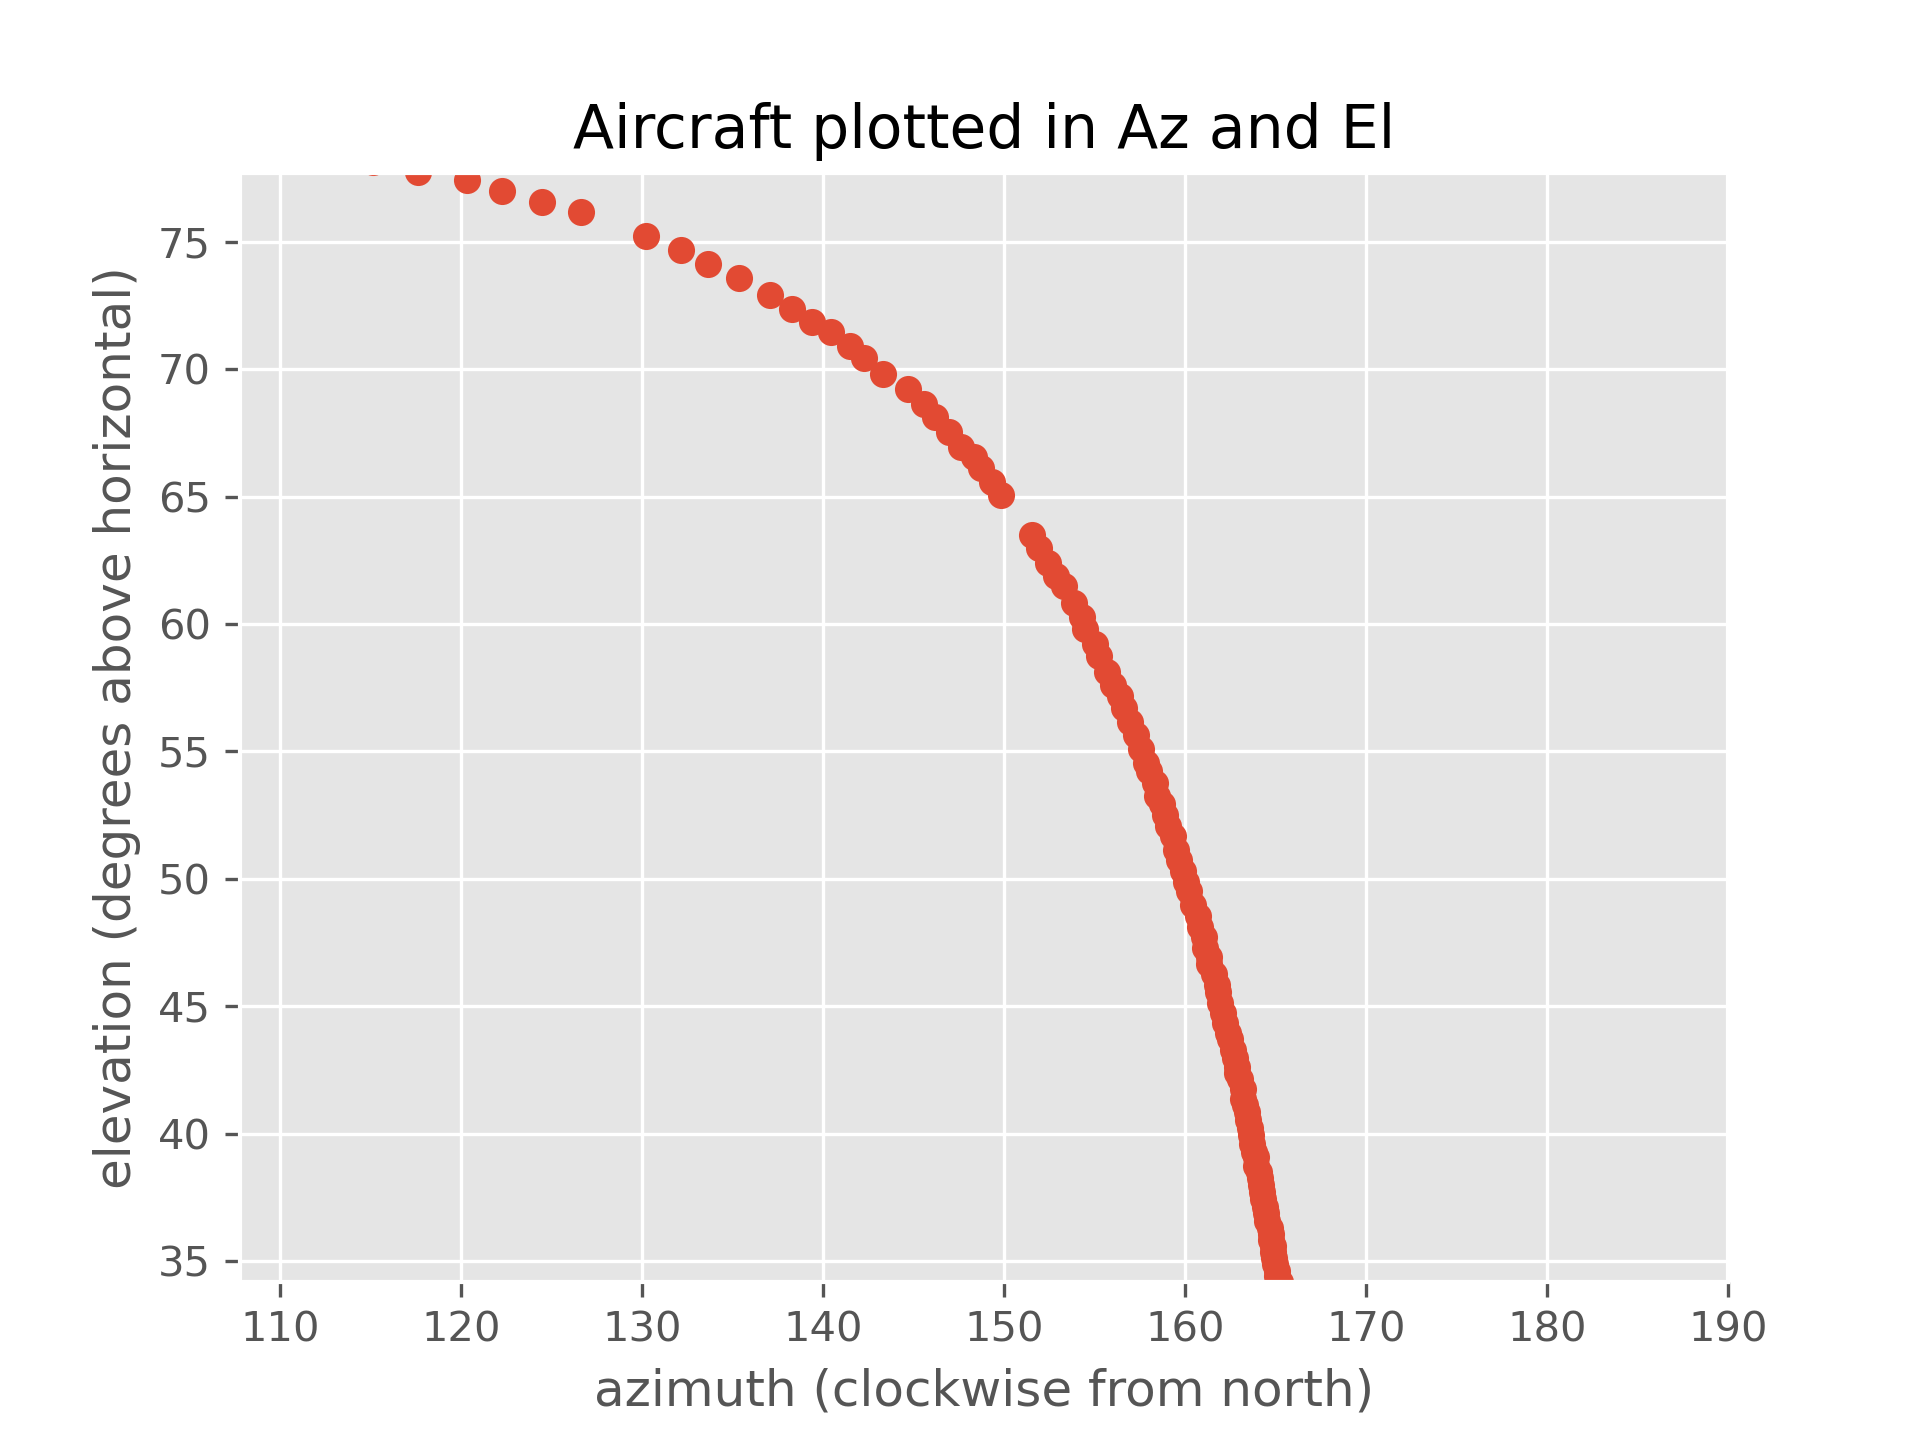 Aircraft plotted in Az and El
elevation (degrees above horizontal)
75
70
65
60
55
50
45
40
35
110 120 130 140 150 160 170 180 190
azimuth (clockwise from north)